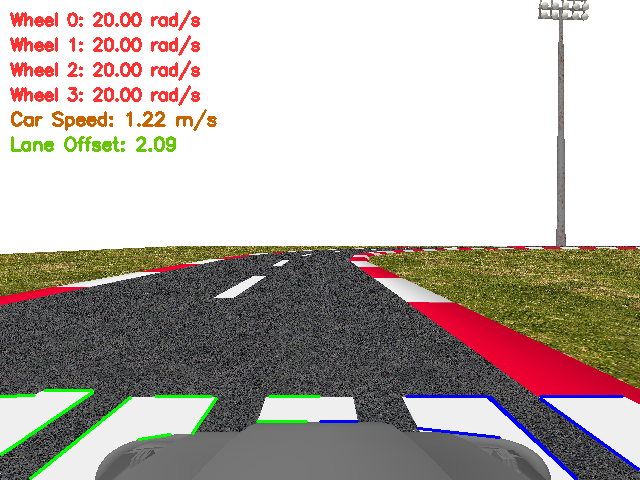 Wheel 0: 20.00 rad/s
Wheel 1: 20.00 rad/s
Wheel 2: 20.00 rad/s
Wheel 3: 20.00 rad/s
Car Speed: 1.22 m/s
Lane Offset: 2.09